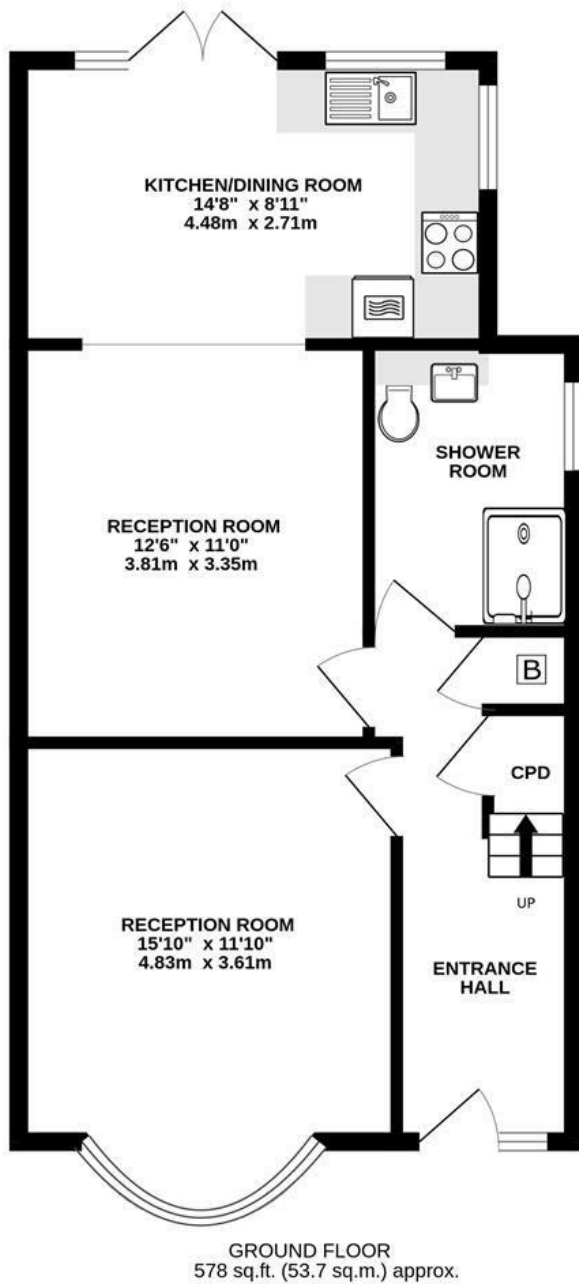 KITCHEN/DINING ROOM
14'8" x 8'11"
4.48m x 2.71m
SHOWER
ROOM
RECEPTION ROOM
12'6" x 11'0"
3.81m x 3.35m
B
CPD
UP
RECEPTION ROOM
15'10" x 11'10"
4.83m x 3.61m
ENTRANCE
HALL
GROUND FLOOR
578 sq.ft. (53.7 sq.m.) approx.